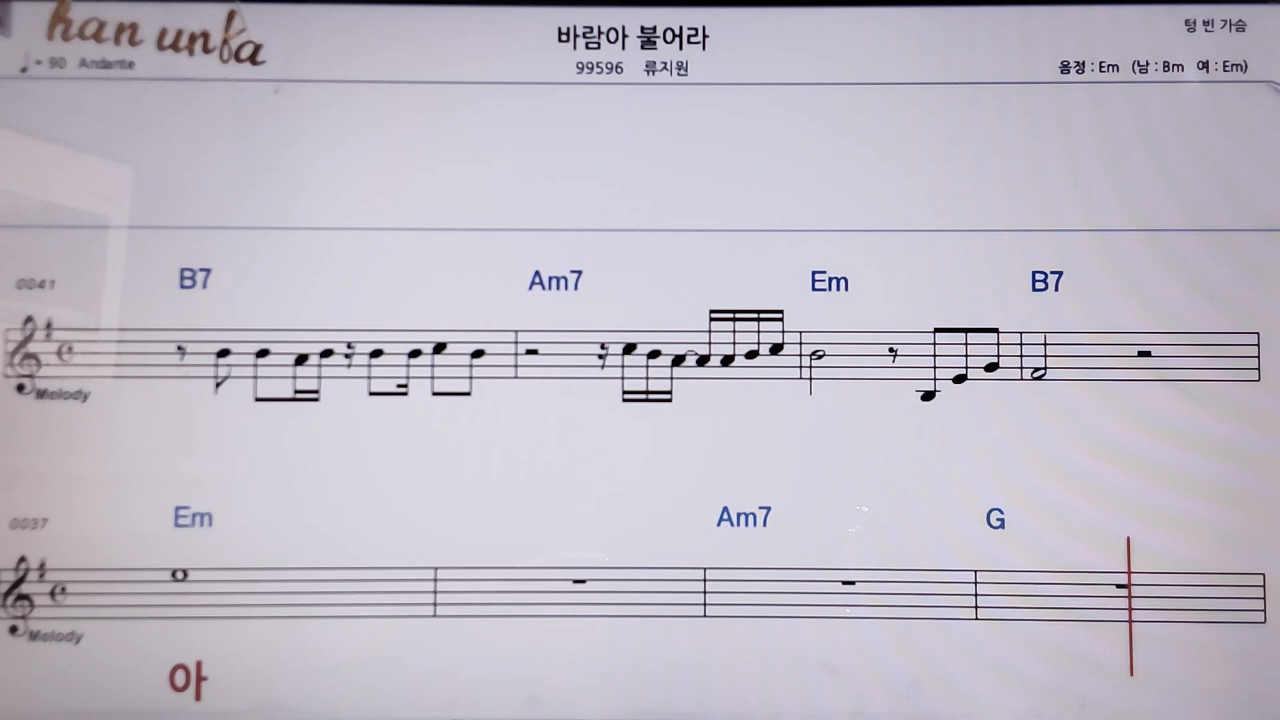 han unba
바람아 불어라
텅 빈 가슴
♩= 90 Andante
99596 류지원
음정 : Em (남 : Bm 여 : Em)
0041 B7 Am7 Em B7
Melody
0037 Em Am7 G
Melody
아